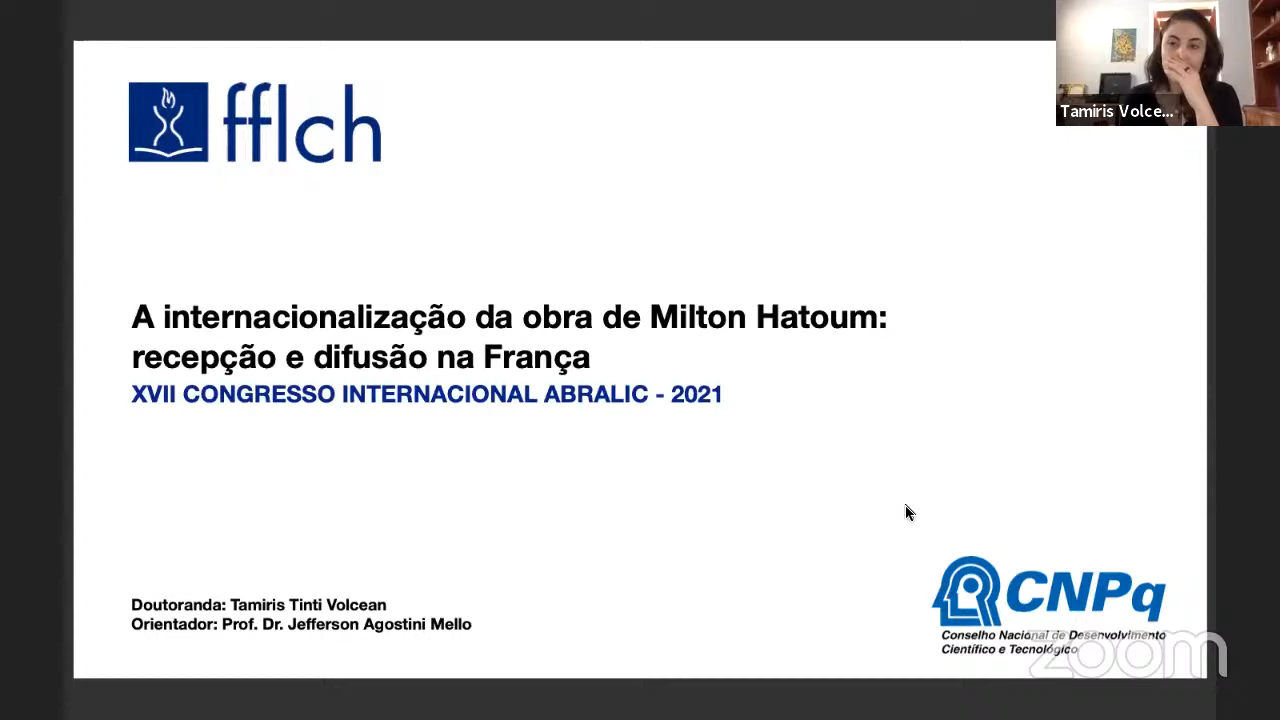 Tamiris Volce...
fflch
A internacionalização da obra de Milton Hatoum:
recepção e difusão na França
XVII CONGRESSO INTERNACIONAL ABRALIC - 2021
Doutoranda: Tamiris Tinti Volcean
Orientador: Prof. Dr. Jefferson Agostini Mello
CNPq
Conselho Nacional de Desenvolvimento
Científico e Tecnológico
zoom